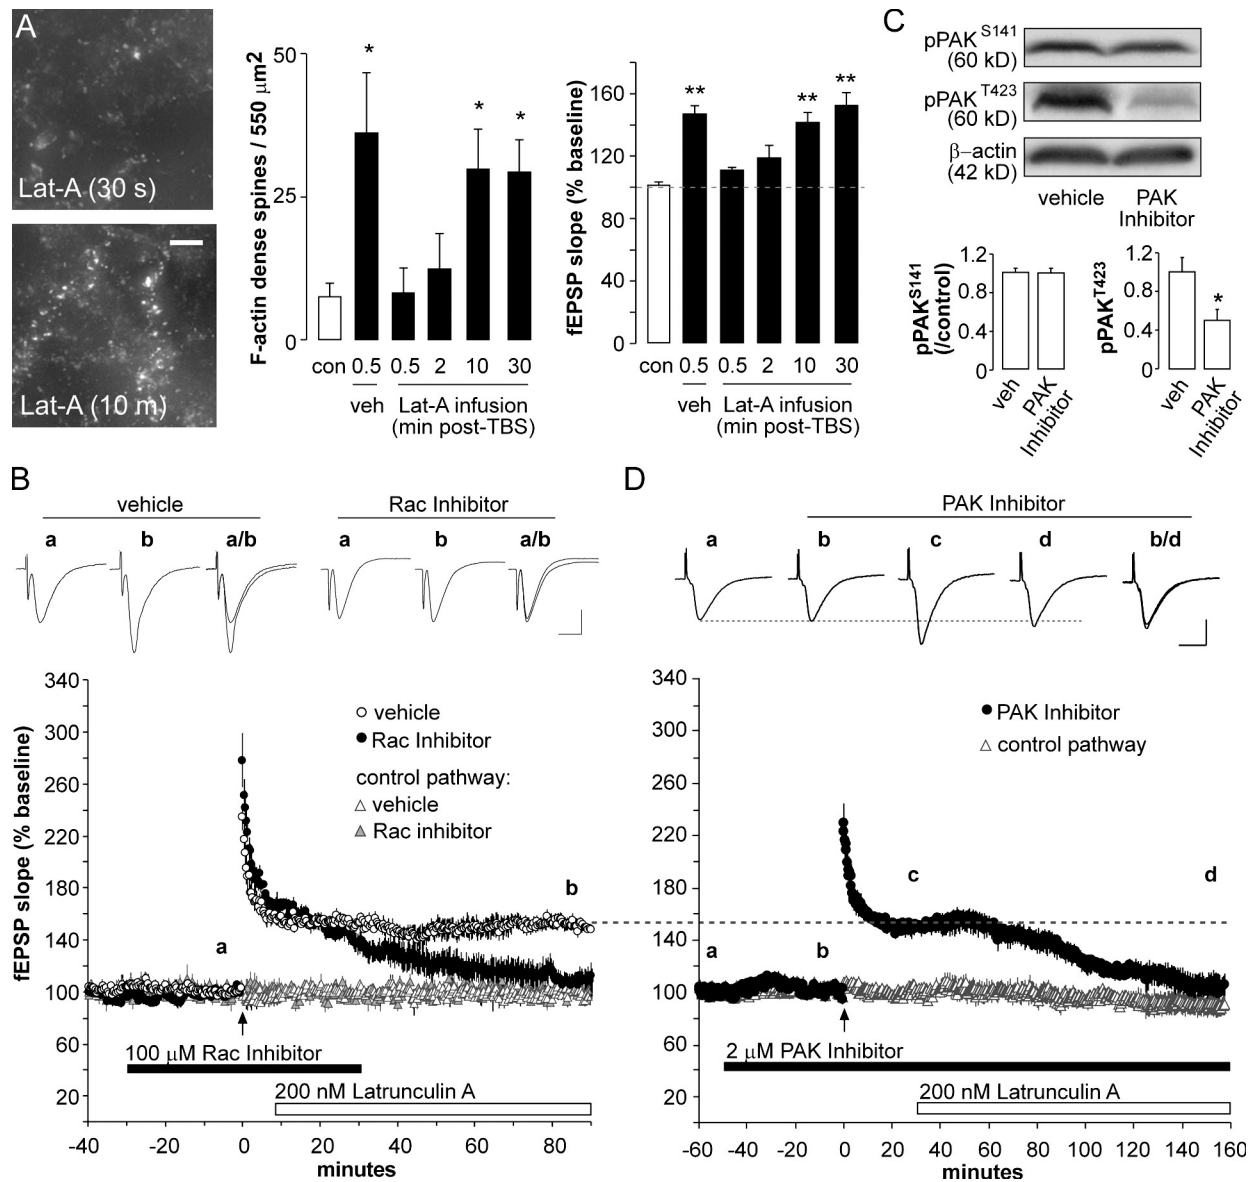 A
Lat-A (30 s)
Lat-A (10 m)
F-actin dense spines / 550 μm2
50
25
0
*
*
*
con
0.5
0.5
2
10
30
veh
Lat-A infusion
(min post-TBS)
fEPSP slope (% baseline)
160
120
80
40
0
**
**
**
con
0.5
0.5
2
10
30
veh
Lat-A infusion
(min post-TBS)
C
pPAK S141
(60 kD)
pPAK T423
(60 kD)
β–actin
(42 kD)
vehicle
PAK
Inhibitor
pPAKS141
(/control)
1.2
0.8
0.4
0
veh
PAK
Inhibitor
pPAKT423
1.2
0.8
0.4
0
*
veh
PAK
Inhibitor
B
vehicle
Rac Inhibitor
a
b
a/b
a
b
a/b
fEPSP slope (% baseline)
340
300
260
220
180
140
100
60
20
vehicle
Rac Inhibitor
control pathway:
vehicle
Rac inhibitor
a
b
100 μM Rac Inhibitor
200 nM Latrunculin A
-40
-20
0
20
40
60
80
minutes
D
PAK Inhibitor
a
b
c
d
b/d
340
300
260
220
180
140
100
60
20
PAK Inhibitor
control pathway
a
b
c
d
2 μM PAK Inhibitor
200 nM Latrunculin A
-60
-40
-20
0
20
40
60
80
100
120
140
160
minutes